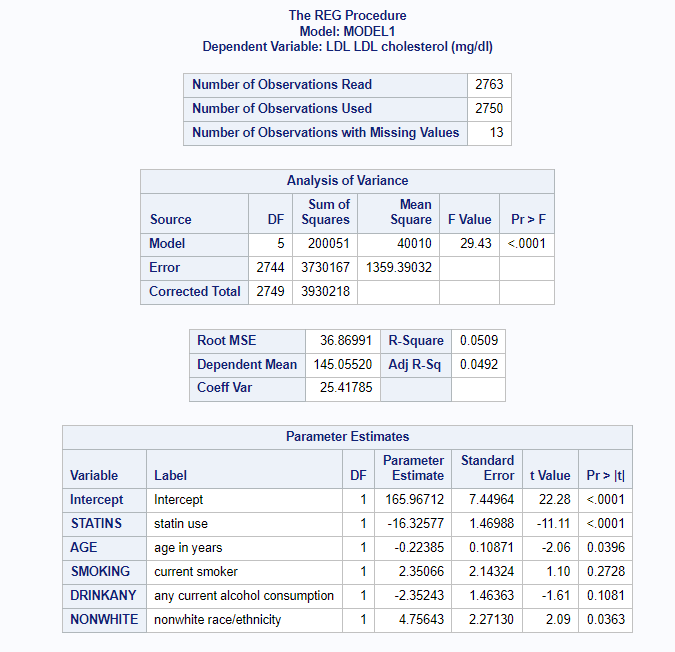 The REG Procedure
Model: MODEL1
Dependent Variable: LDL LDL cholesterol (mg/dl)
Number of Observations Read 2763
Number of Observations Used 2750
Number of Observations with Missing Values 13
Analysis of Variance
Source DF Sum of Squares Mean Square F Value Pr > F
Model 5 200051 40010 29.43 <.0001
Error 2744 3730167 1359.39032
Corrected Total 2749 3930218
Root MSE 36.86991 R-Square 0.0509
Dependent Mean 145.05520 Adj R-Sq 0.0492
Coeff Var 25.41785
Parameter Estimates
Variable Label DF Parameter Estimate Standard Error t Value Pr > |t|
Intercept Intercept 1 165.96712 7.44964 22.28 <.0001
STATINS statin use 1 -16.32577 1.46988 -11.11 <.0001
AGE age in years 1 -0.22385 0.10871 -2.06 0.0396
SMOKING current smoker 1 2.35066 2.14324 1.10 0.2728
DRINKANY any current alcohol consumption 1 -2.35243 1.46363 -1.61 0.1081
NONWHITE nonwhite race/ethnicity 1 4.75643 2.27130 2.09 0.0363